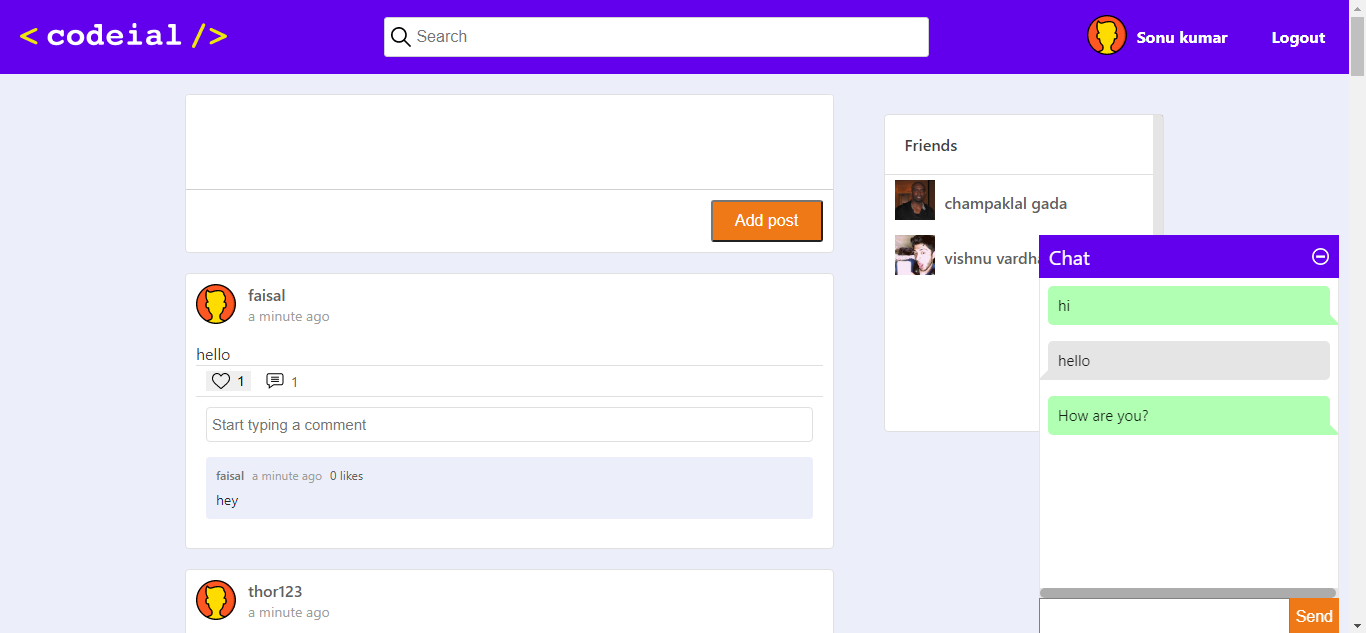 < codeial />
Search
Sonu kumar
Logout
Add post
faisal
a minute ago
hello
1
1
Start typing a comment
faisal a minute ago 0 likes
hey
thor123
a minute ago
Friends
champaklal gada
vishnu
Chat
hi
hello
How are you?
Send